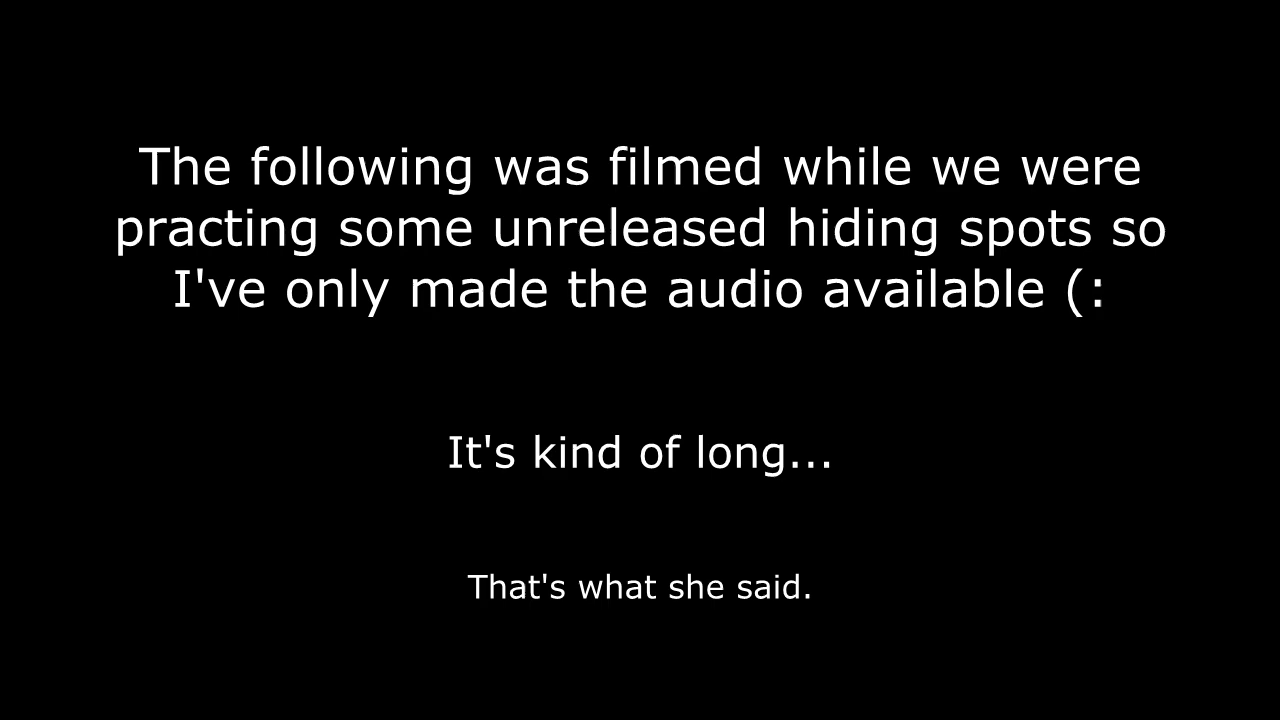 The following was filmed while we were
practing some unreleased hiding spots so
I've only made the audio available (:
It's kind of long...
That's what she said.